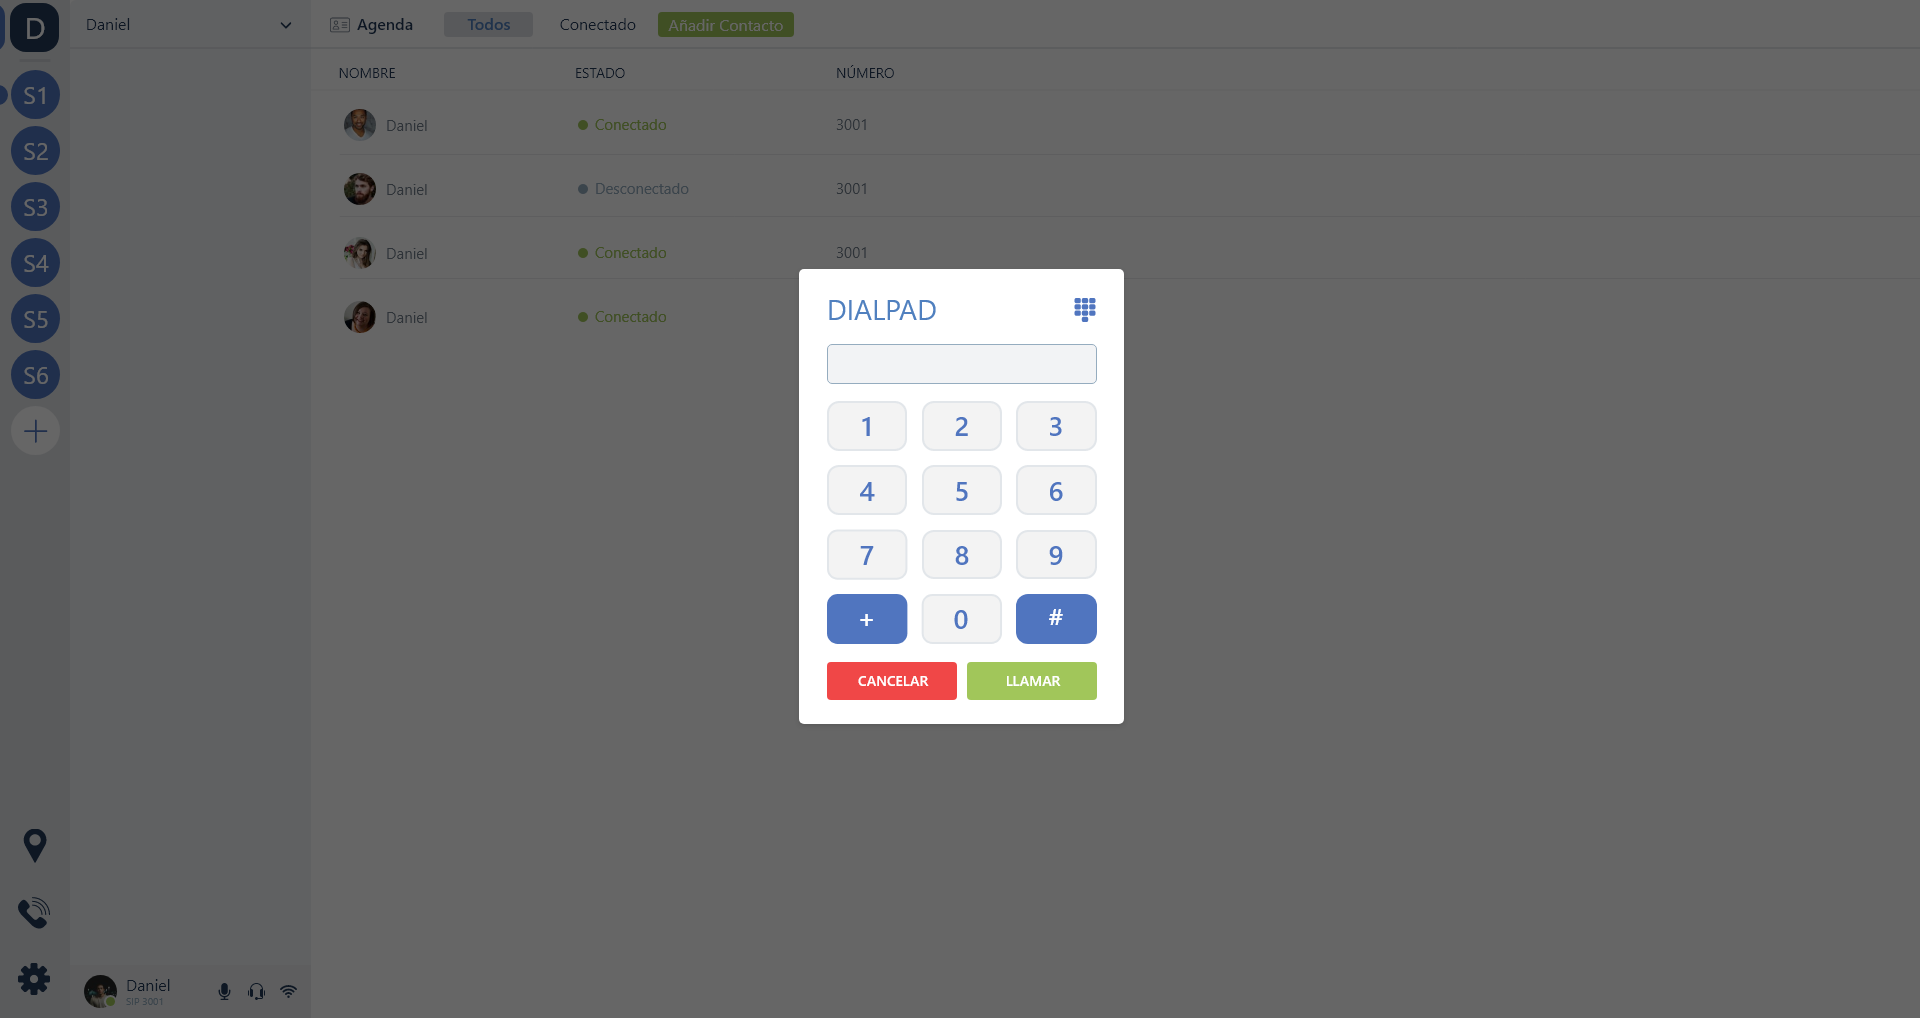 D
Daniel
Agenda
Todos
Conectado
Añadir Contacto
NOMBRE
ESTADO
NÚMERO
S1
S2
S3
S4
S5
S6
Daniel
Conectado
3001
Daniel
Desconectado
3001
Daniel
Conectado
3001
Daniel
Conectado
DIALPAD
1 2 3
4 5 6
7 8 9
+ 0 #
CANCELAR
LLAMAR
Daniel
SIP 3001